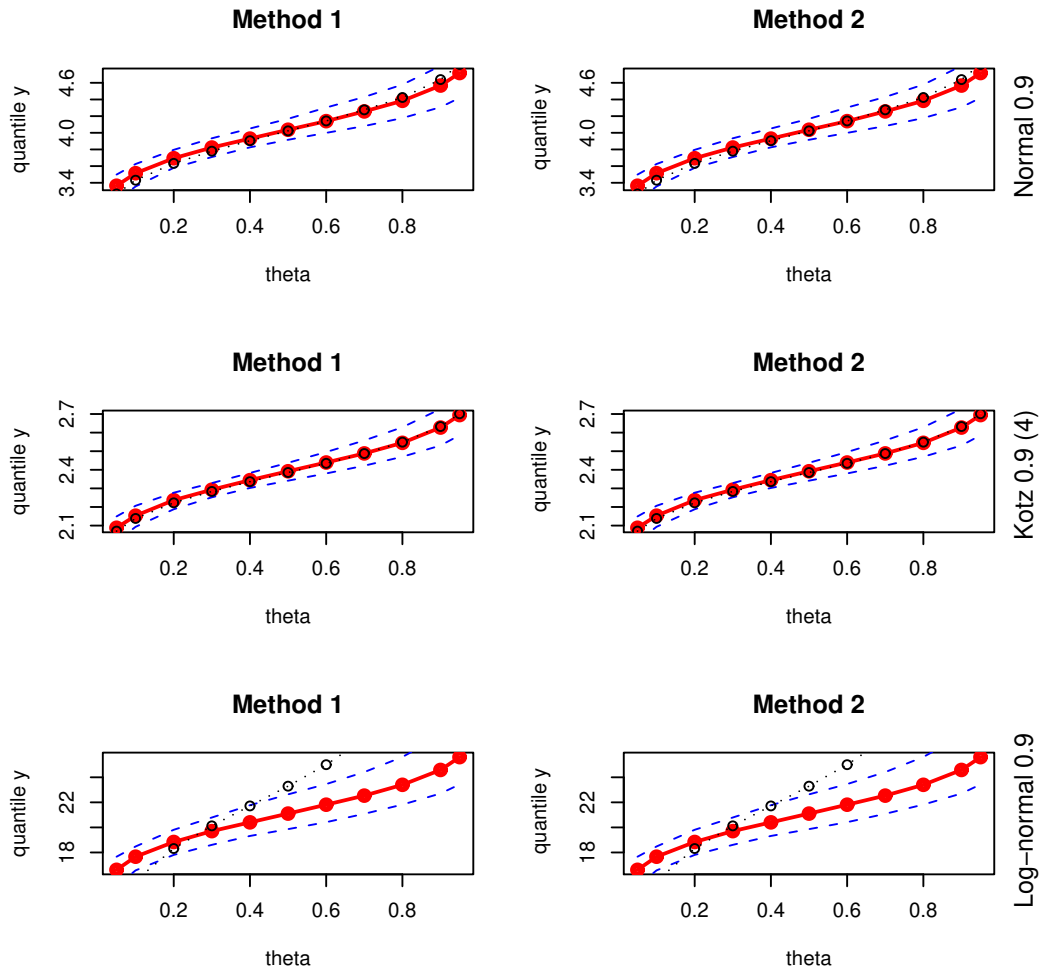 Method 1
Method 2
quantile y
3.4 4.0 4.6
0.2 0.4 0.6 0.8
theta
quantile y
3.4 4.0 4.6
0.2 0.4 0.6 0.8
theta
Normal 0.9
Method 1
Method 2
quantile y
2.1 2.4 2.7
0.2 0.4 0.6 0.8
theta
quantile y
2.1 2.4 2.7
0.2 0.4 0.6 0.8
theta
Kotz 0.9 (4)
Method 1
Method 2
quantile y
18 22
0.2 0.4 0.6 0.8
theta
quantile y
18 22
0.2 0.4 0.6 0.8
theta
Log−normal 0.9